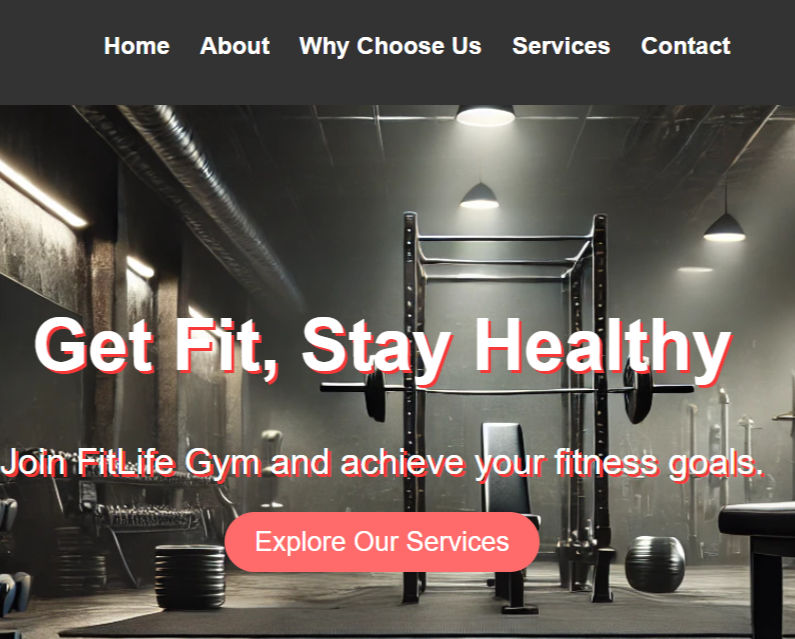 Home About Why Choose Us Services Contact
Get Fit, Stay Healthy
Join FitLife Gym and achieve your fitness goals.
Explore Our Services